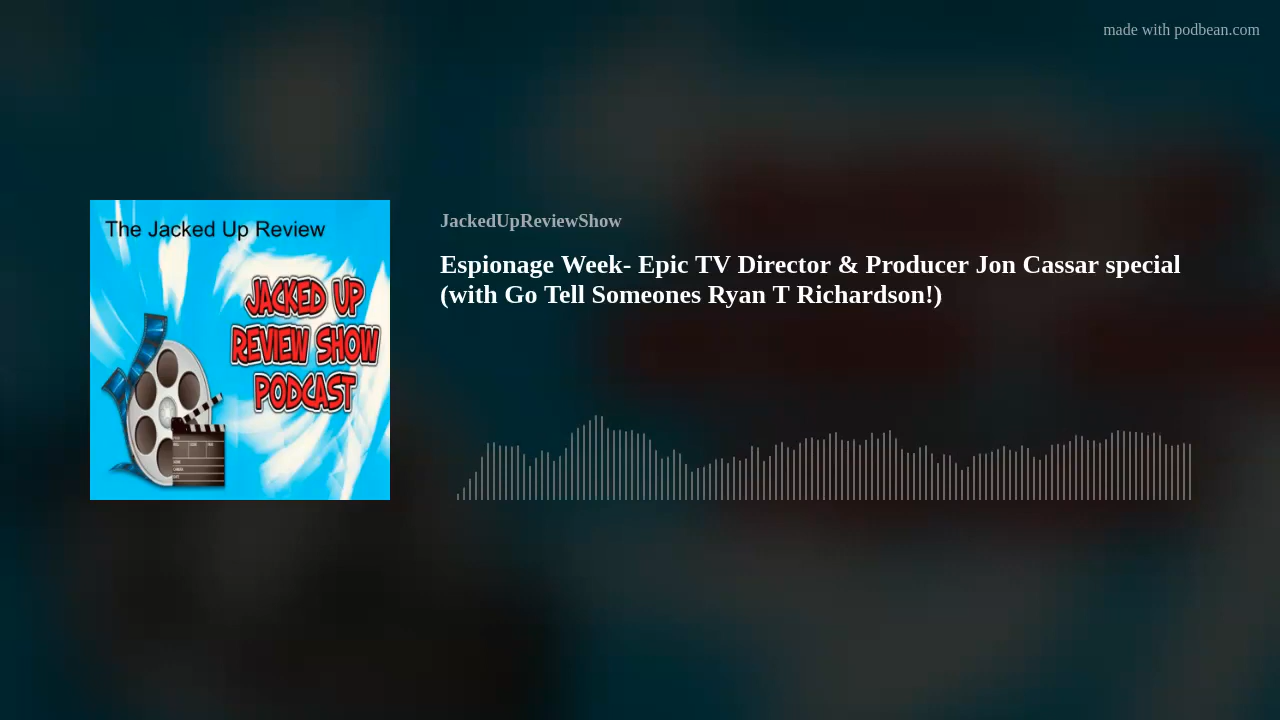 made with podbean.com
The Jacked Up Review
JACKED UP
REVIEW SHOW
PODCAST
JackedUpReviewShow
Espionage Week- Epic TV Director & Producer Jon Cassar special
(with Go Tell Someones Ryan T Richardson!)